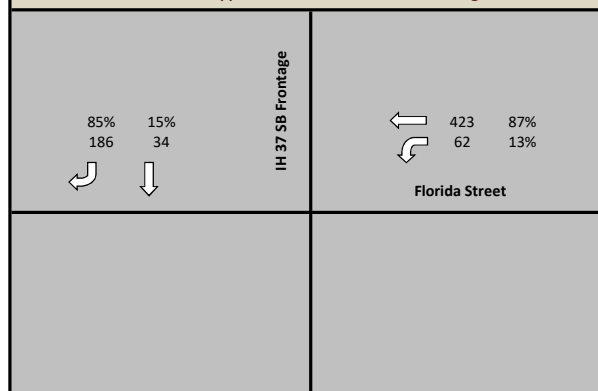 IH 37 SB Frontage
85% 15%
186 34
423 87%
62 13%
Florida Street